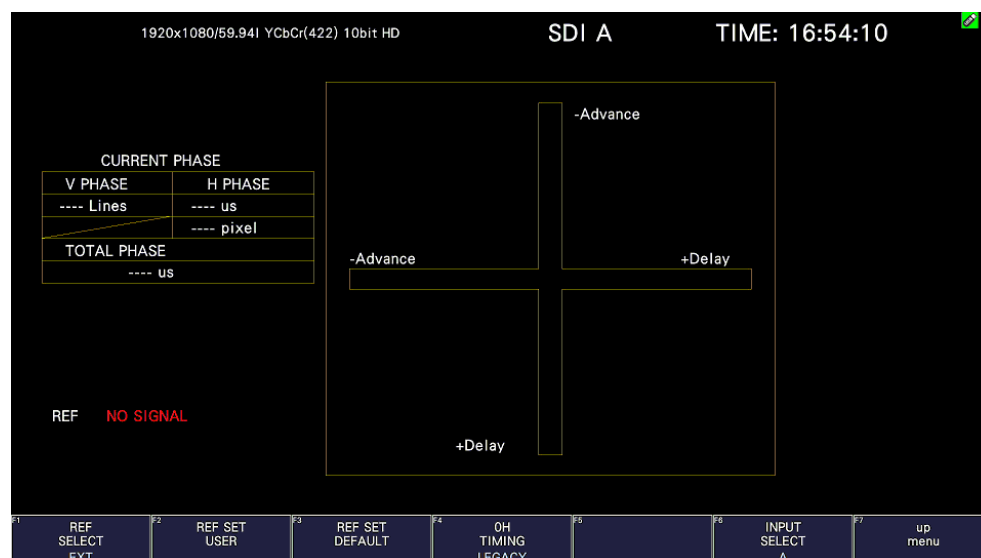 1920x1080/59.94I YCbCr(422) 10bit HD
SDI A
TIME: 16:54:10
-Advance
CURRENT PHASE
V PHASE H PHASE
---- Lines ---- us
---- pixel
TOTAL PHASE
---- us
-Advance
+Delay
REF NO SIGNAL
+Delay
F1 REF SELECT EXT
F2 REF SET USER
F3 REF SET DEFAULT
F4 0H TIMING LEGACY
F5
F6 INPUT SELECT A
F7 up menu